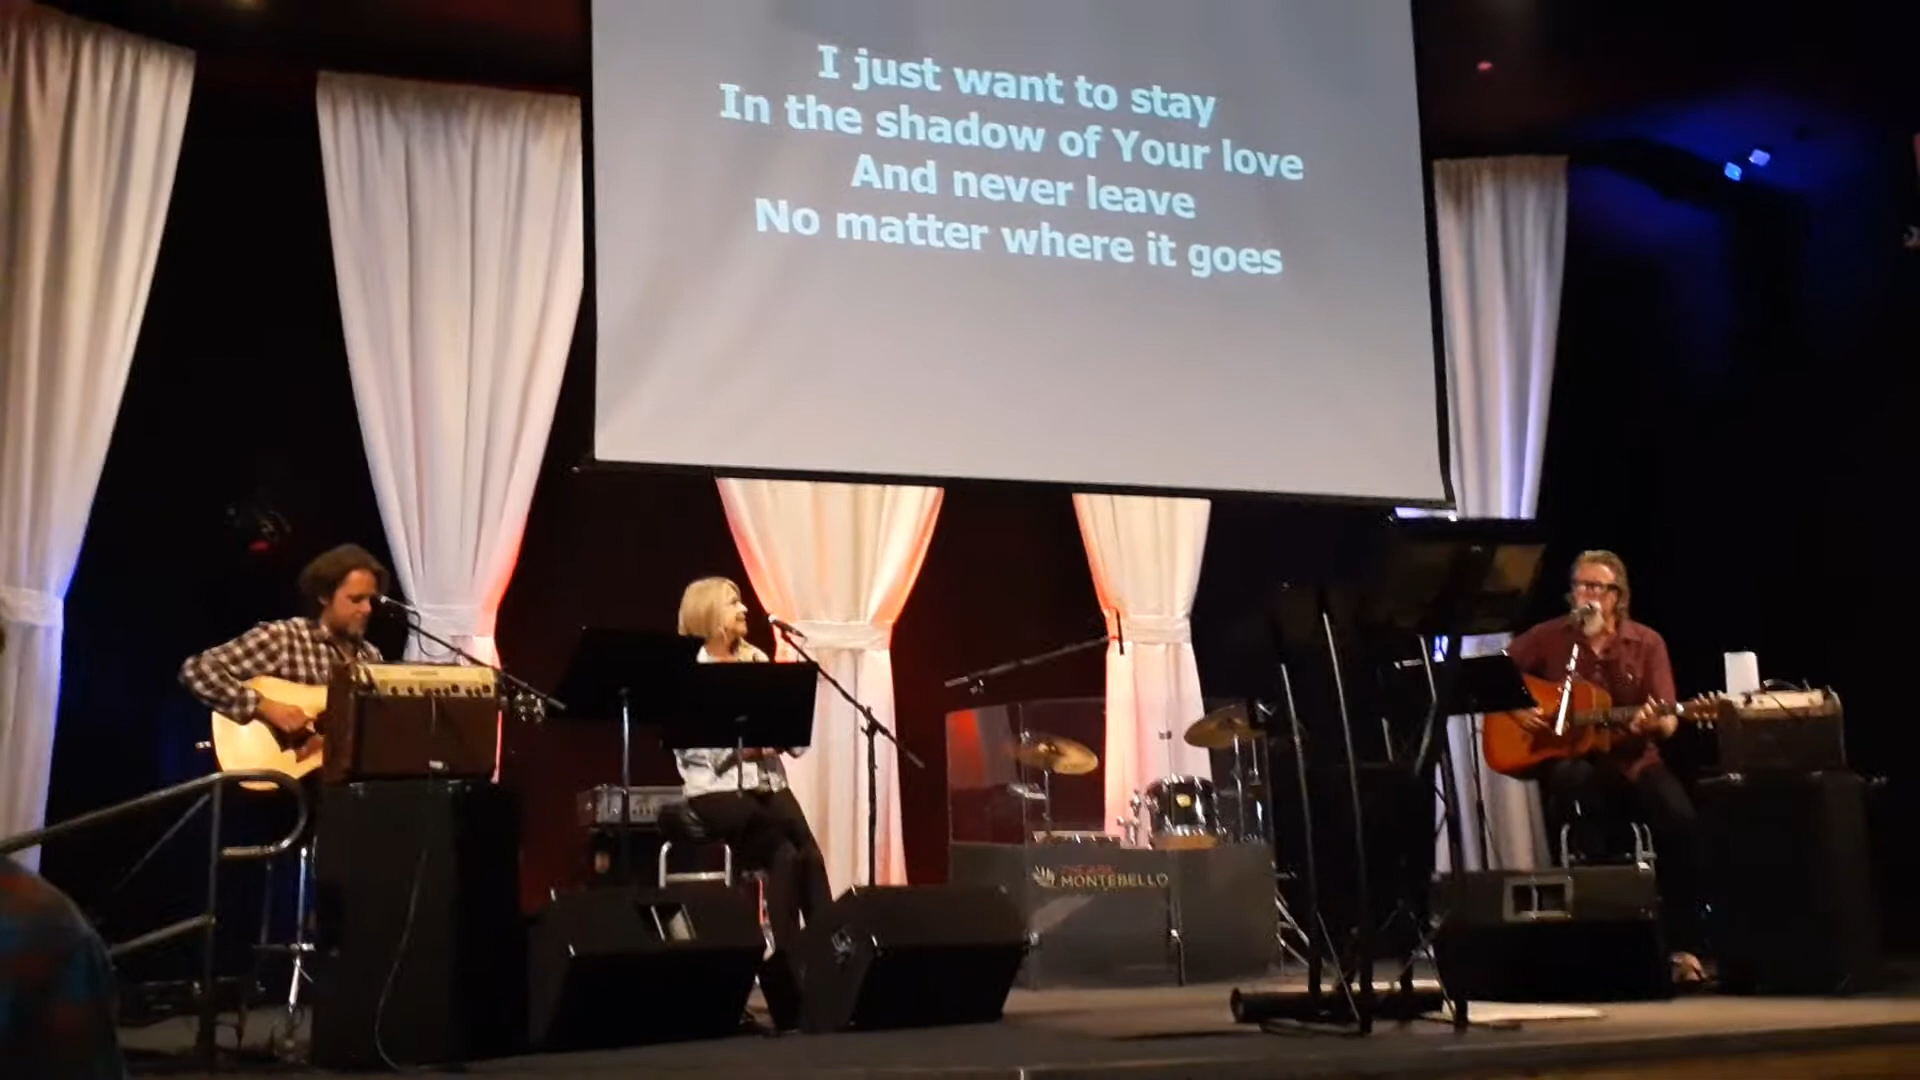 I just want to stay
In the shadow of Your love
And never leave
No matter where it goes
MONTEBELLO